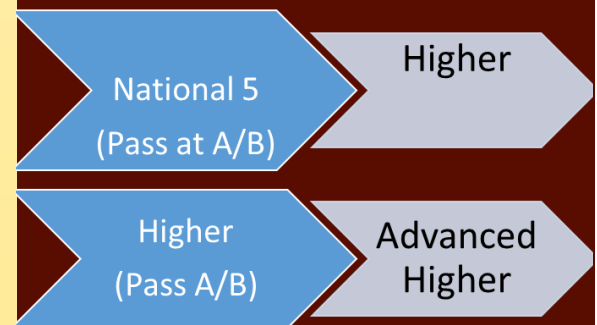 National 5
(Pass at A/B)
Higher
Higher
(Pass A/B)
Advanced
Higher